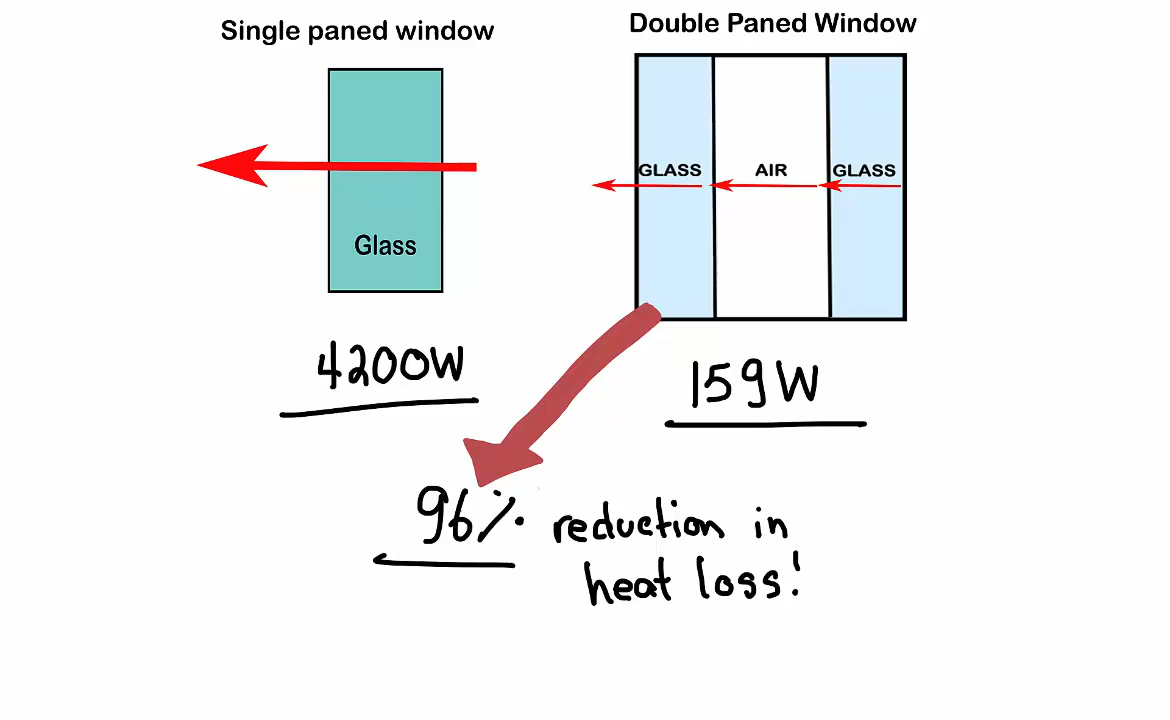 Single paned window
Double Paned Window
Glass
GLASS
AIR
GLASS
4200W
159W
96%
reduction in
heat loss!